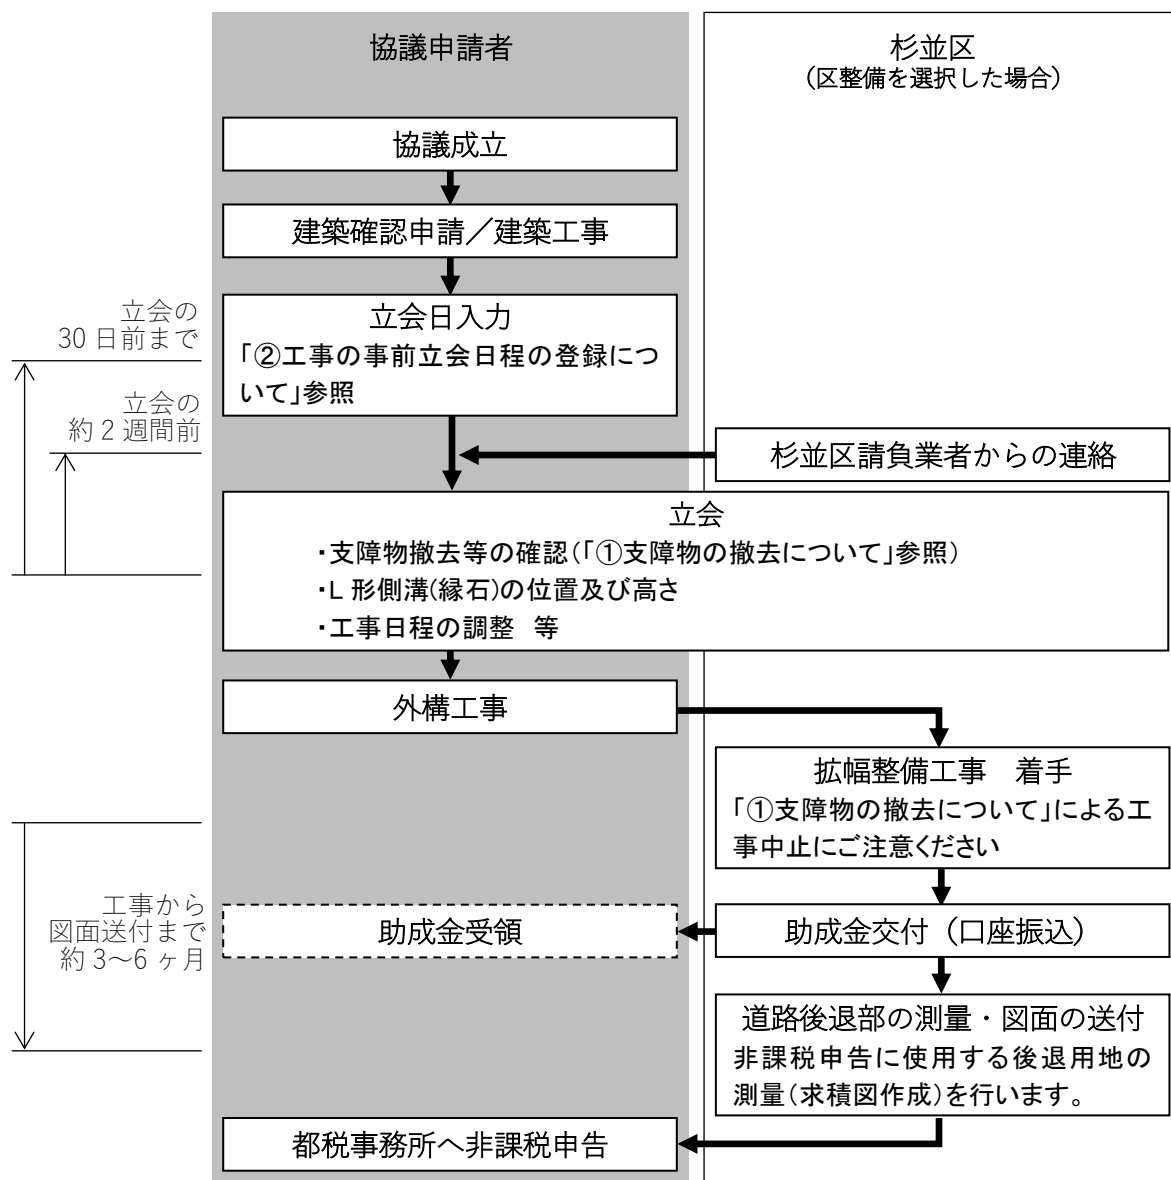 協議申請者
杉並区
（区整備を選択した場合）
協議成立
建築確認申請／建築工事
立会の
30 日前まで
立会日入力
「②工事の事前立会日程の登録につ
いて」参照
立会の
約 2 週間前
杉並区請負業者からの連絡
立会
・支障物撤去等の確認（「①支障物の撤去について」参照）
・L 形側溝(縁石)の位置及び高さ
・工事日程の調整　等
外構工事
拡幅整備工事　着手
「①支障物の撤去について」による工
事中止にご注意ください
工事から
図面送付まで
約 3～6 ヶ月
助成金受領
助成金交付（口座振込）
道路後退部の測量・図面の送付
非課税申告に使用する後退用地の
測量（求積図作成）を行います。
都税事務所へ非課税申告